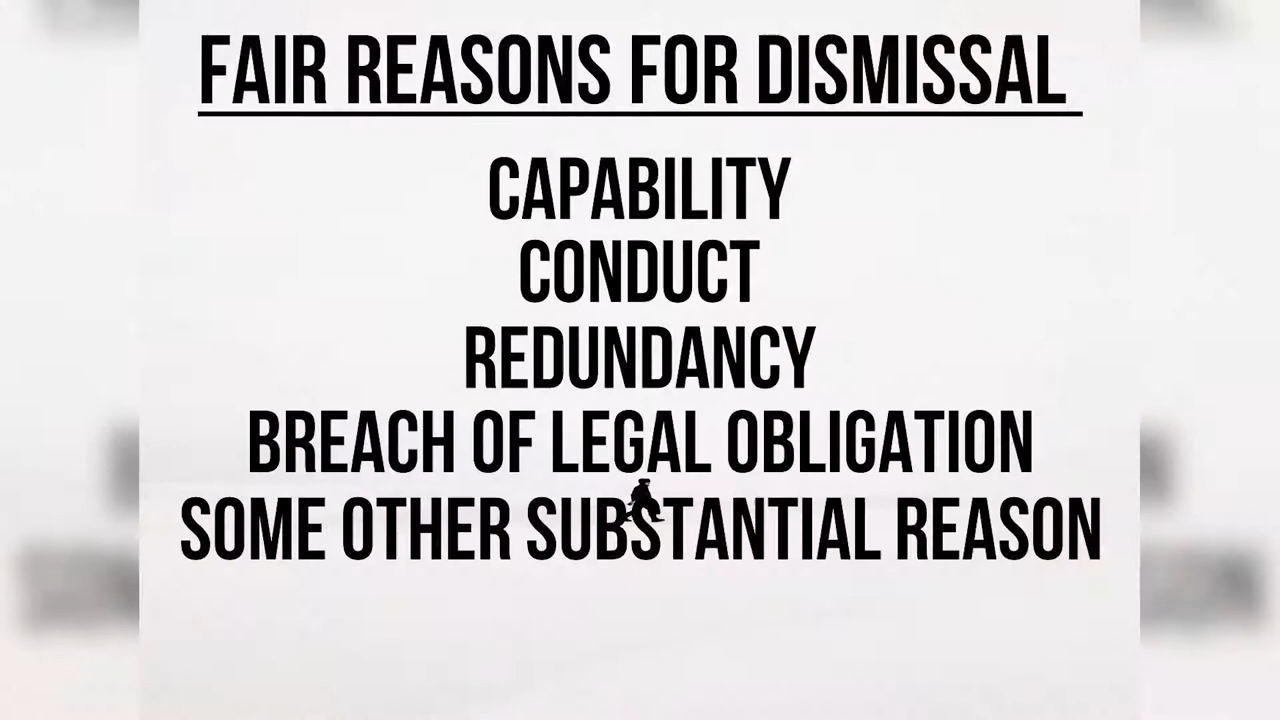 FAIR REASONS FOR DISMISSAL
CAPABILITY
CONDUCT
REDUNDANCY
BREACH OF LEGAL OBLIGATION
SOME OTHER SUBSTANTIAL REASON